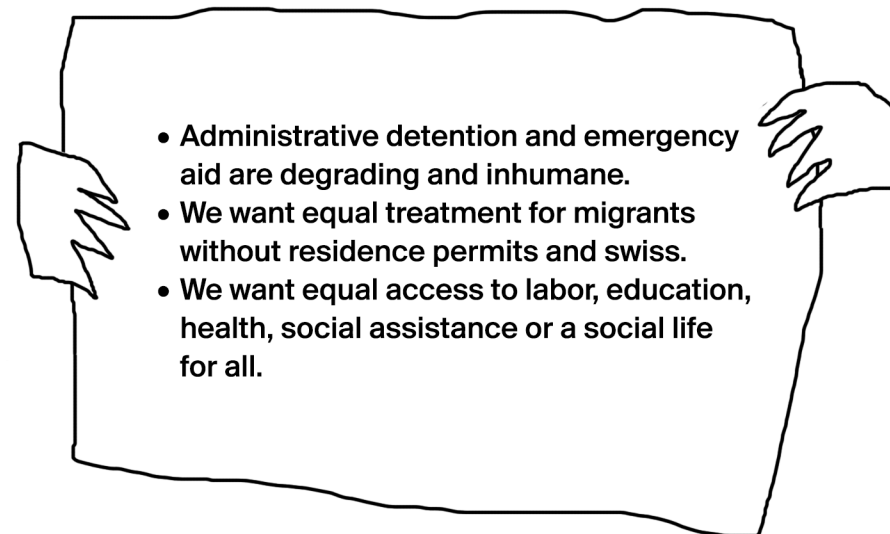 • Administrative detention and emergency
aid are degrading and inhumane.
• We want equal treatment for migrants
without residence permits and swiss.
• We want equal access to labor, education,
health, social assistance or a social life
for all.